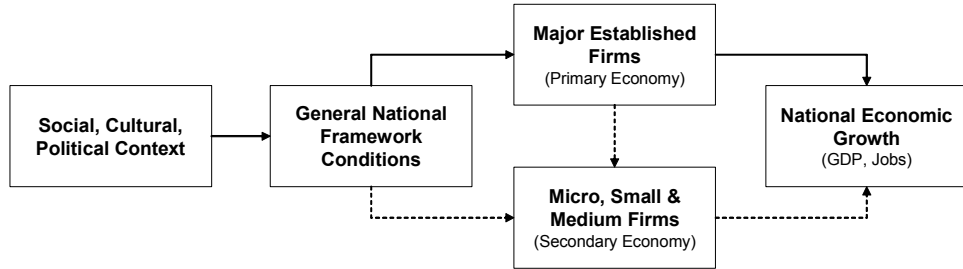 Social, Cultural,
Political Context
General National
Framework
Conditions
Major Established
Firms
(Primary Economy)
Micro, Small &
Medium Firms
(Secondary Economy)
National Economic
Growth
(GDP, Jobs)